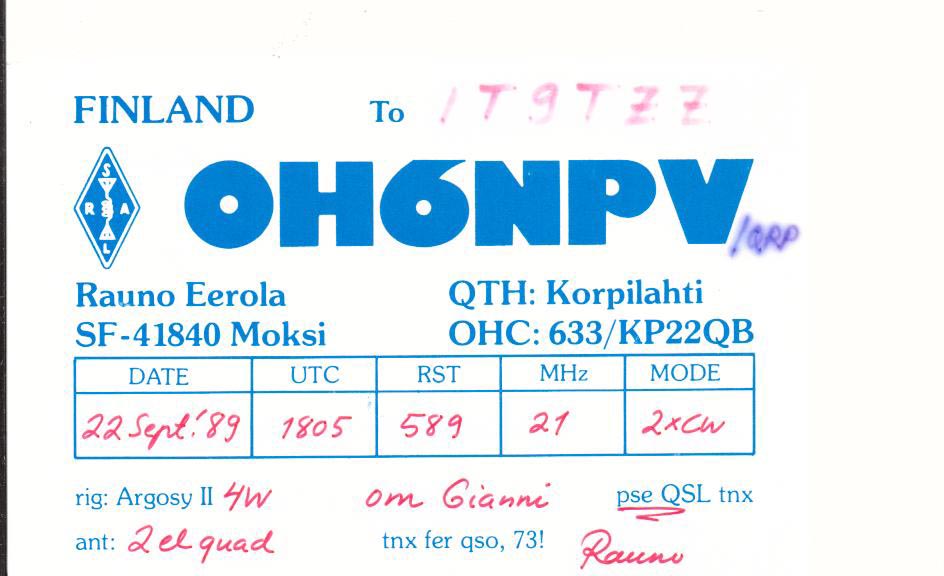 FINLAND To IT9TZZ
S R A L
OH6NPV/QRP
Rauno Eerola QTH: Korpilahti
SF-41840 Moksi OHC: 633/KP22QB
DATE UTC RST MHz MODE
22 Sept.'89 1805 589 21 2xCW
rig: Argosy II 4W om Gianni pse QSL tnx
ant: 2 el quad tnx fer qso, 73! Rauno